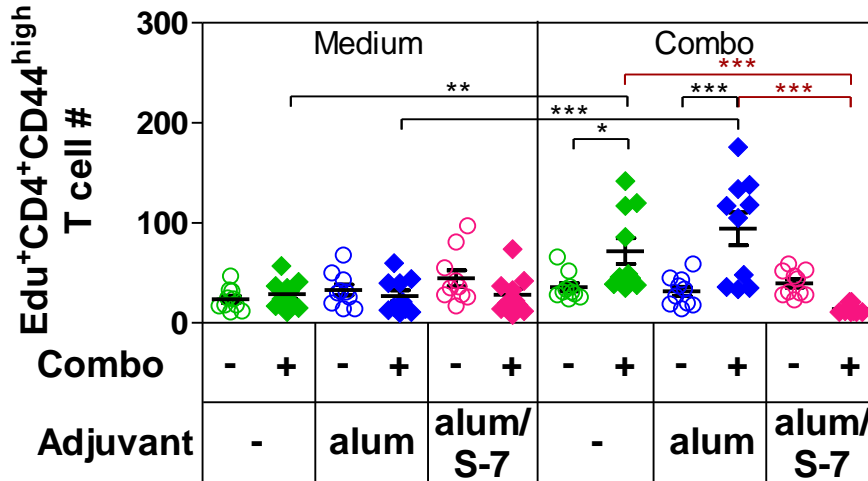 Edu+CD4+CD44high
T cell #
300
200
100
0
Medium Combo
** *** * *** *** ***
Combo - + - + - + - + - + - +
Adjuvant - alum alum/S-7 - alum alum/S-7